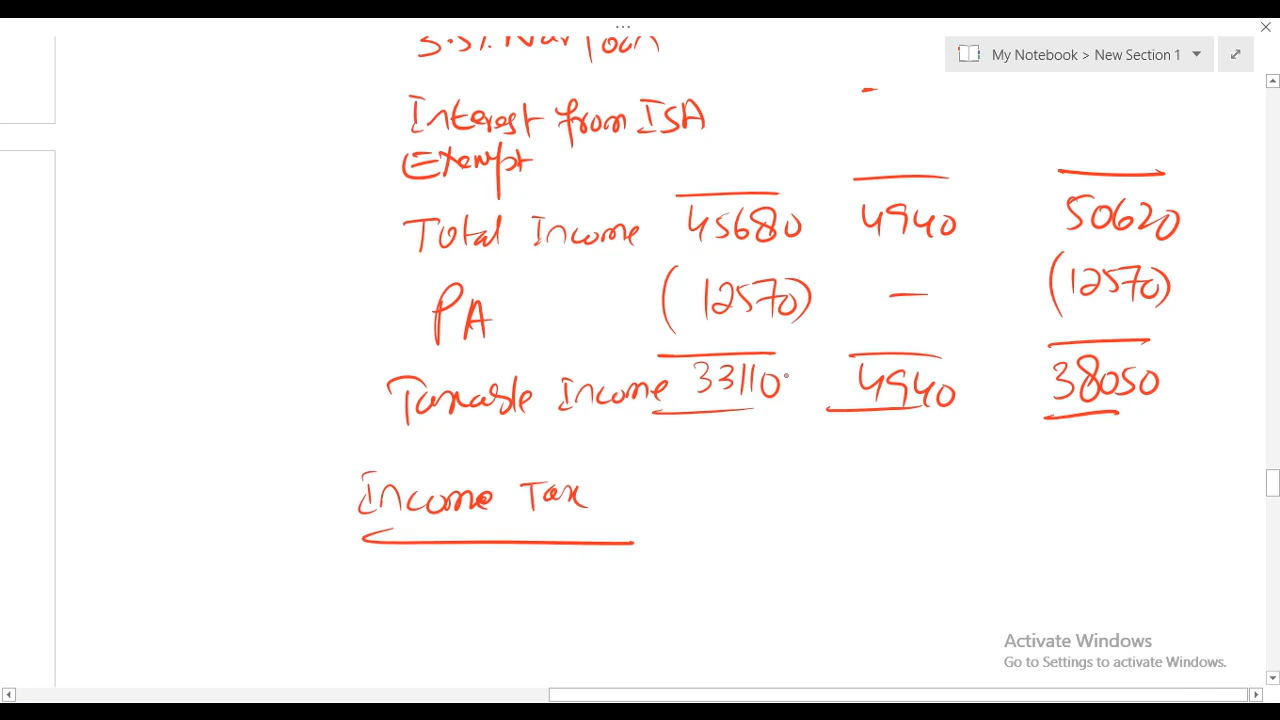 My Notebook > New Section 1
Interest from ISA -
Exempt
Total Income 45680 4940 50620
PA (12570) - (12570)
Taxable Income 33110 4940 38050
Income Tax
Activate Windows
Go to Settings to activate Windows.